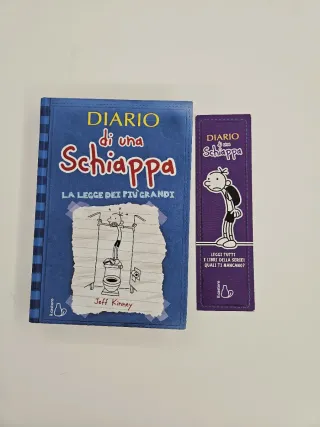 DIARIO
di una
Schiappa
LA LEGGE DEI PIÙ GRANDI
Jeff Kinney
DIARIO
di una
Schiappa
LEGGI TUTTI
I LIBRI DELLA SERIE!
QUALI TI MANCANO?